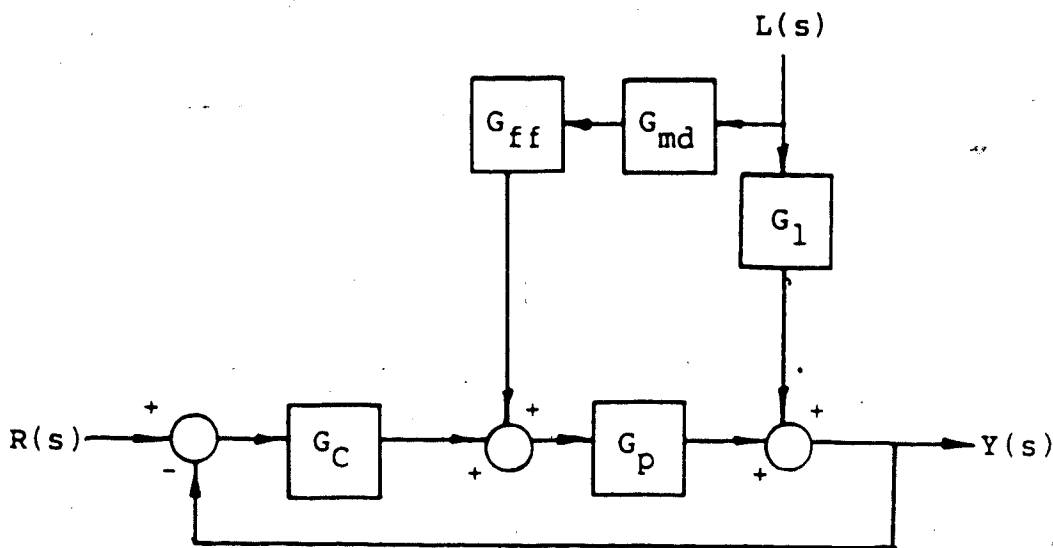 L(s)
G_ff
G_md
G_l
+
+
+
R(s)
G_C
G_p
Y(s)
-
+
+